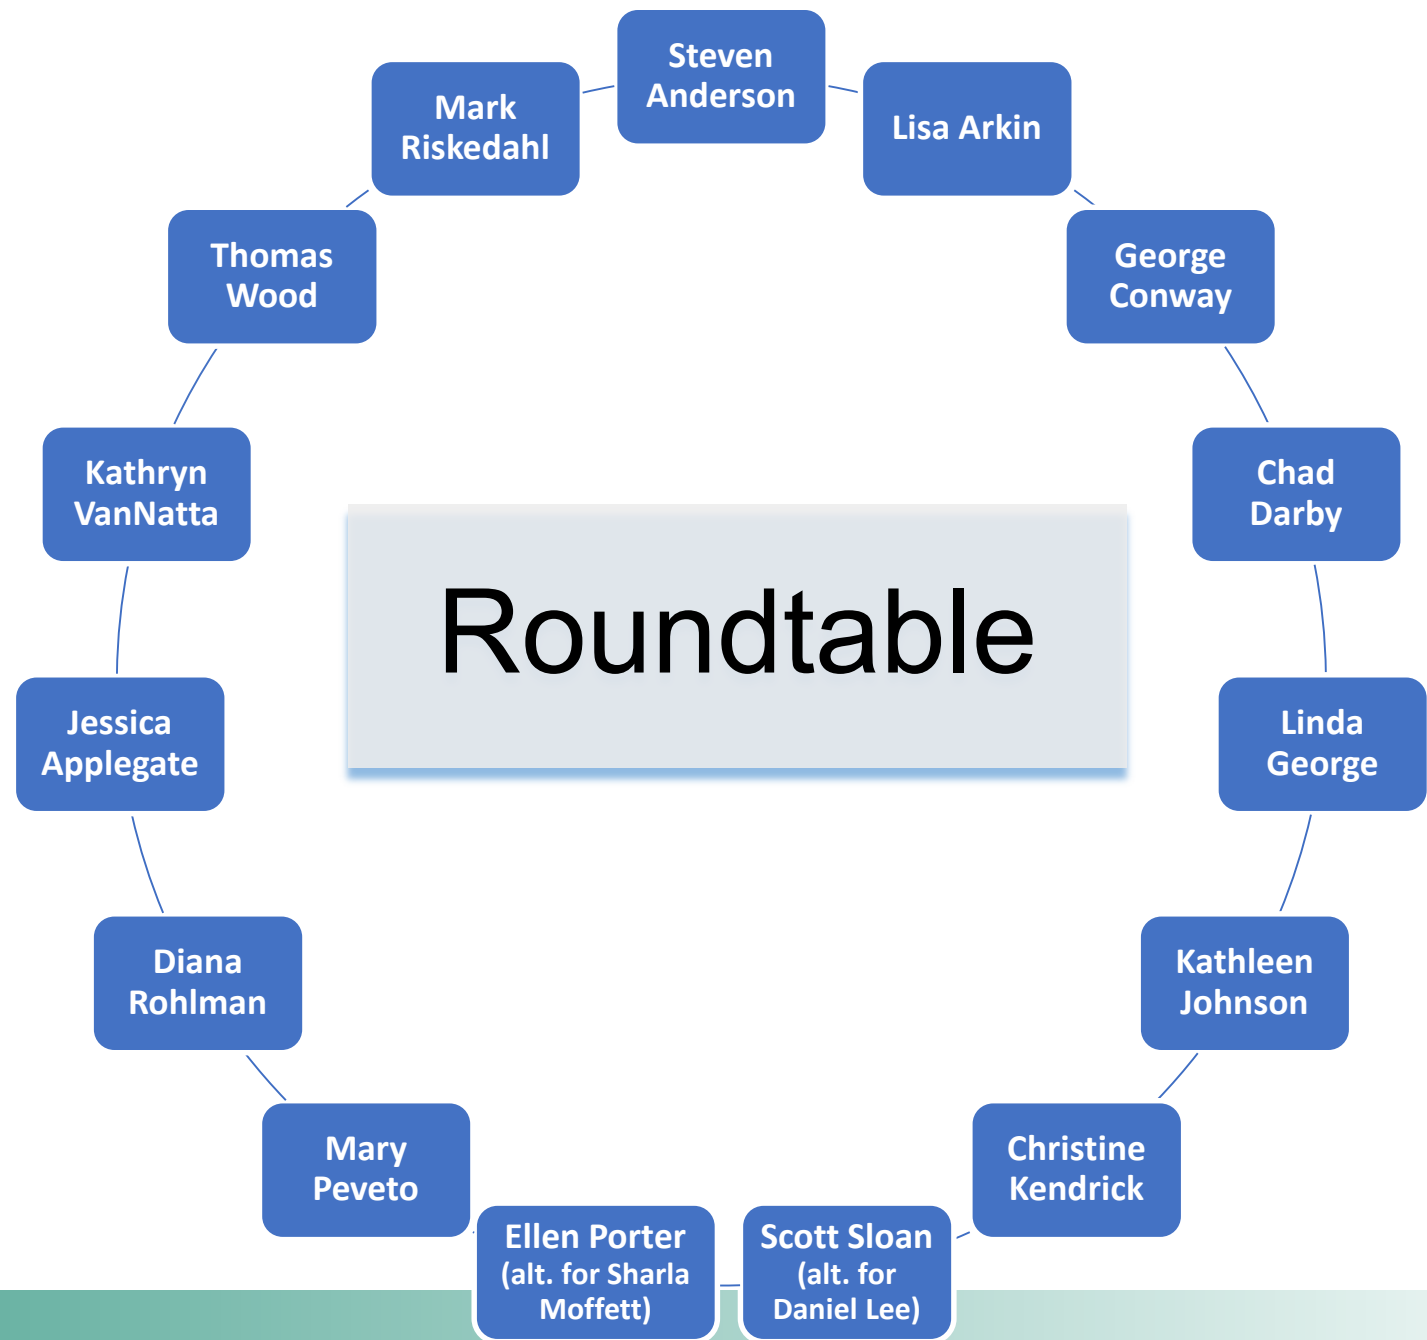 Steven
Anderson
Lisa Arkin
George
Conway
Chad
Darby
Linda
George
Kathleen
Johnson
Christine
Kendrick
Scott Sloan
(alt. for
Daniel Lee)
Ellen Porter
(alt. for Sharla
Moffett)
Mary
Peveto
Diana
Rohlman
Jessica
Applegate
Kathryn
VanNatta
Thomas
Wood
Mark
Riskedahl
Roundtable